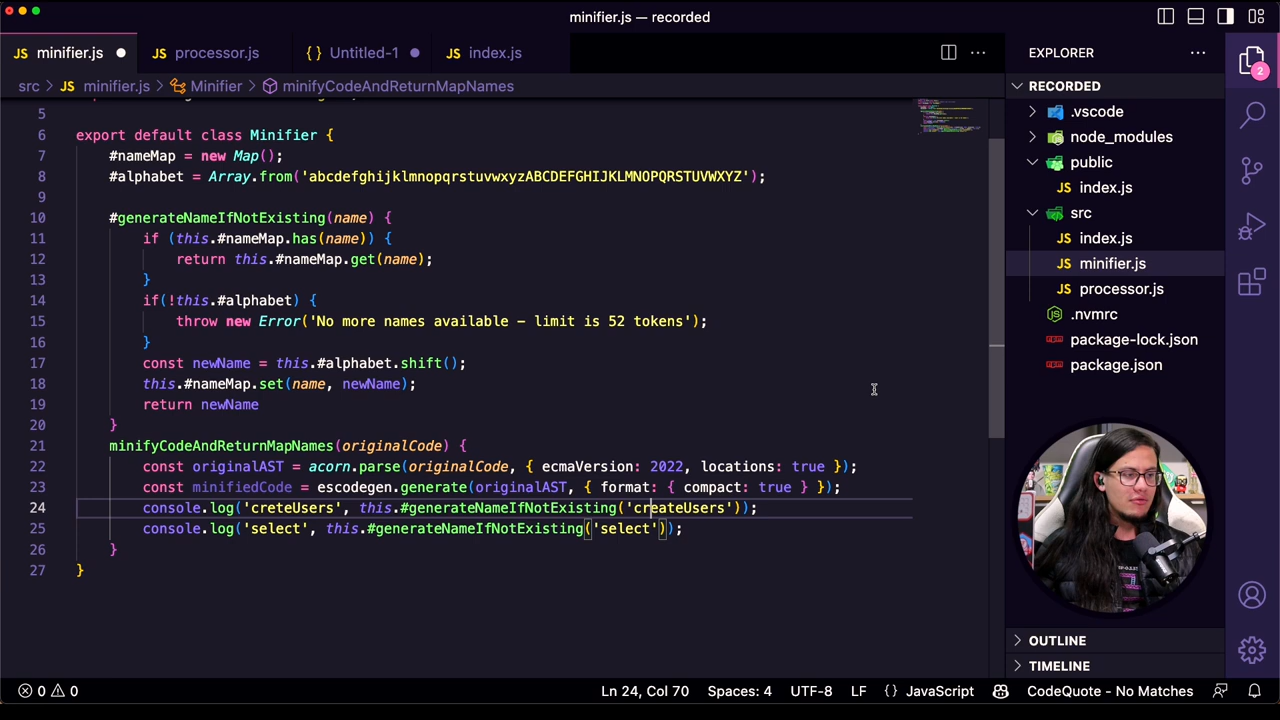 minifier.js — recorded
minifier.js
processor.js
Untitled-1
index.js
src > minifier.js > Minifier > minifyCodeAndReturnMapNames
5
6 export default class Minifier {
7 #nameMap = new Map();
8 #alphabet = Array.from('abcdefghijklmnopqrstuvwxyzABCDEFGHIJKLMNOPQRSTUVWXYZ');
9
10 #generateNameIfNotExisting(name) {
11 if (this.#nameMap.has(name)) {
12 return this.#nameMap.get(name);
13 }
14 if(!this.#alphabet) {
15 throw new Error('No more names available - limit is 52 tokens');
16 }
17 const newName = this.#alphabet.shift();
18 this.#nameMap.set(name, newName);
19 return newName
20 }
21 minifyCodeAndReturnMapNames(originalCode) {
22 const originalAST = acorn.parse(originalCode, { ecmaVersion: 2022, locations: true });
23 const minifiedCode = escodegen.generate(originalAST, { format: { compact: true } });
24 console.log('creteUsers', this.#generateNameIfNotExisting('createUsers'));
25 console.log('select', this.#generateNameIfNotExisting('select'));
26 }
27 }
EXPLORER
RECORDED
.vscode
node_modules
public
JS index.js
src
JS index.js
JS minifier.js
JS processor.js
.nvmrc
package-lock.json
package.json
OUTLINE
TIMELINE
2
0 0
Ln 24, Col 70
Spaces: 4
UTF-8
LF
{} JavaScript
CodeQuote - No Matches